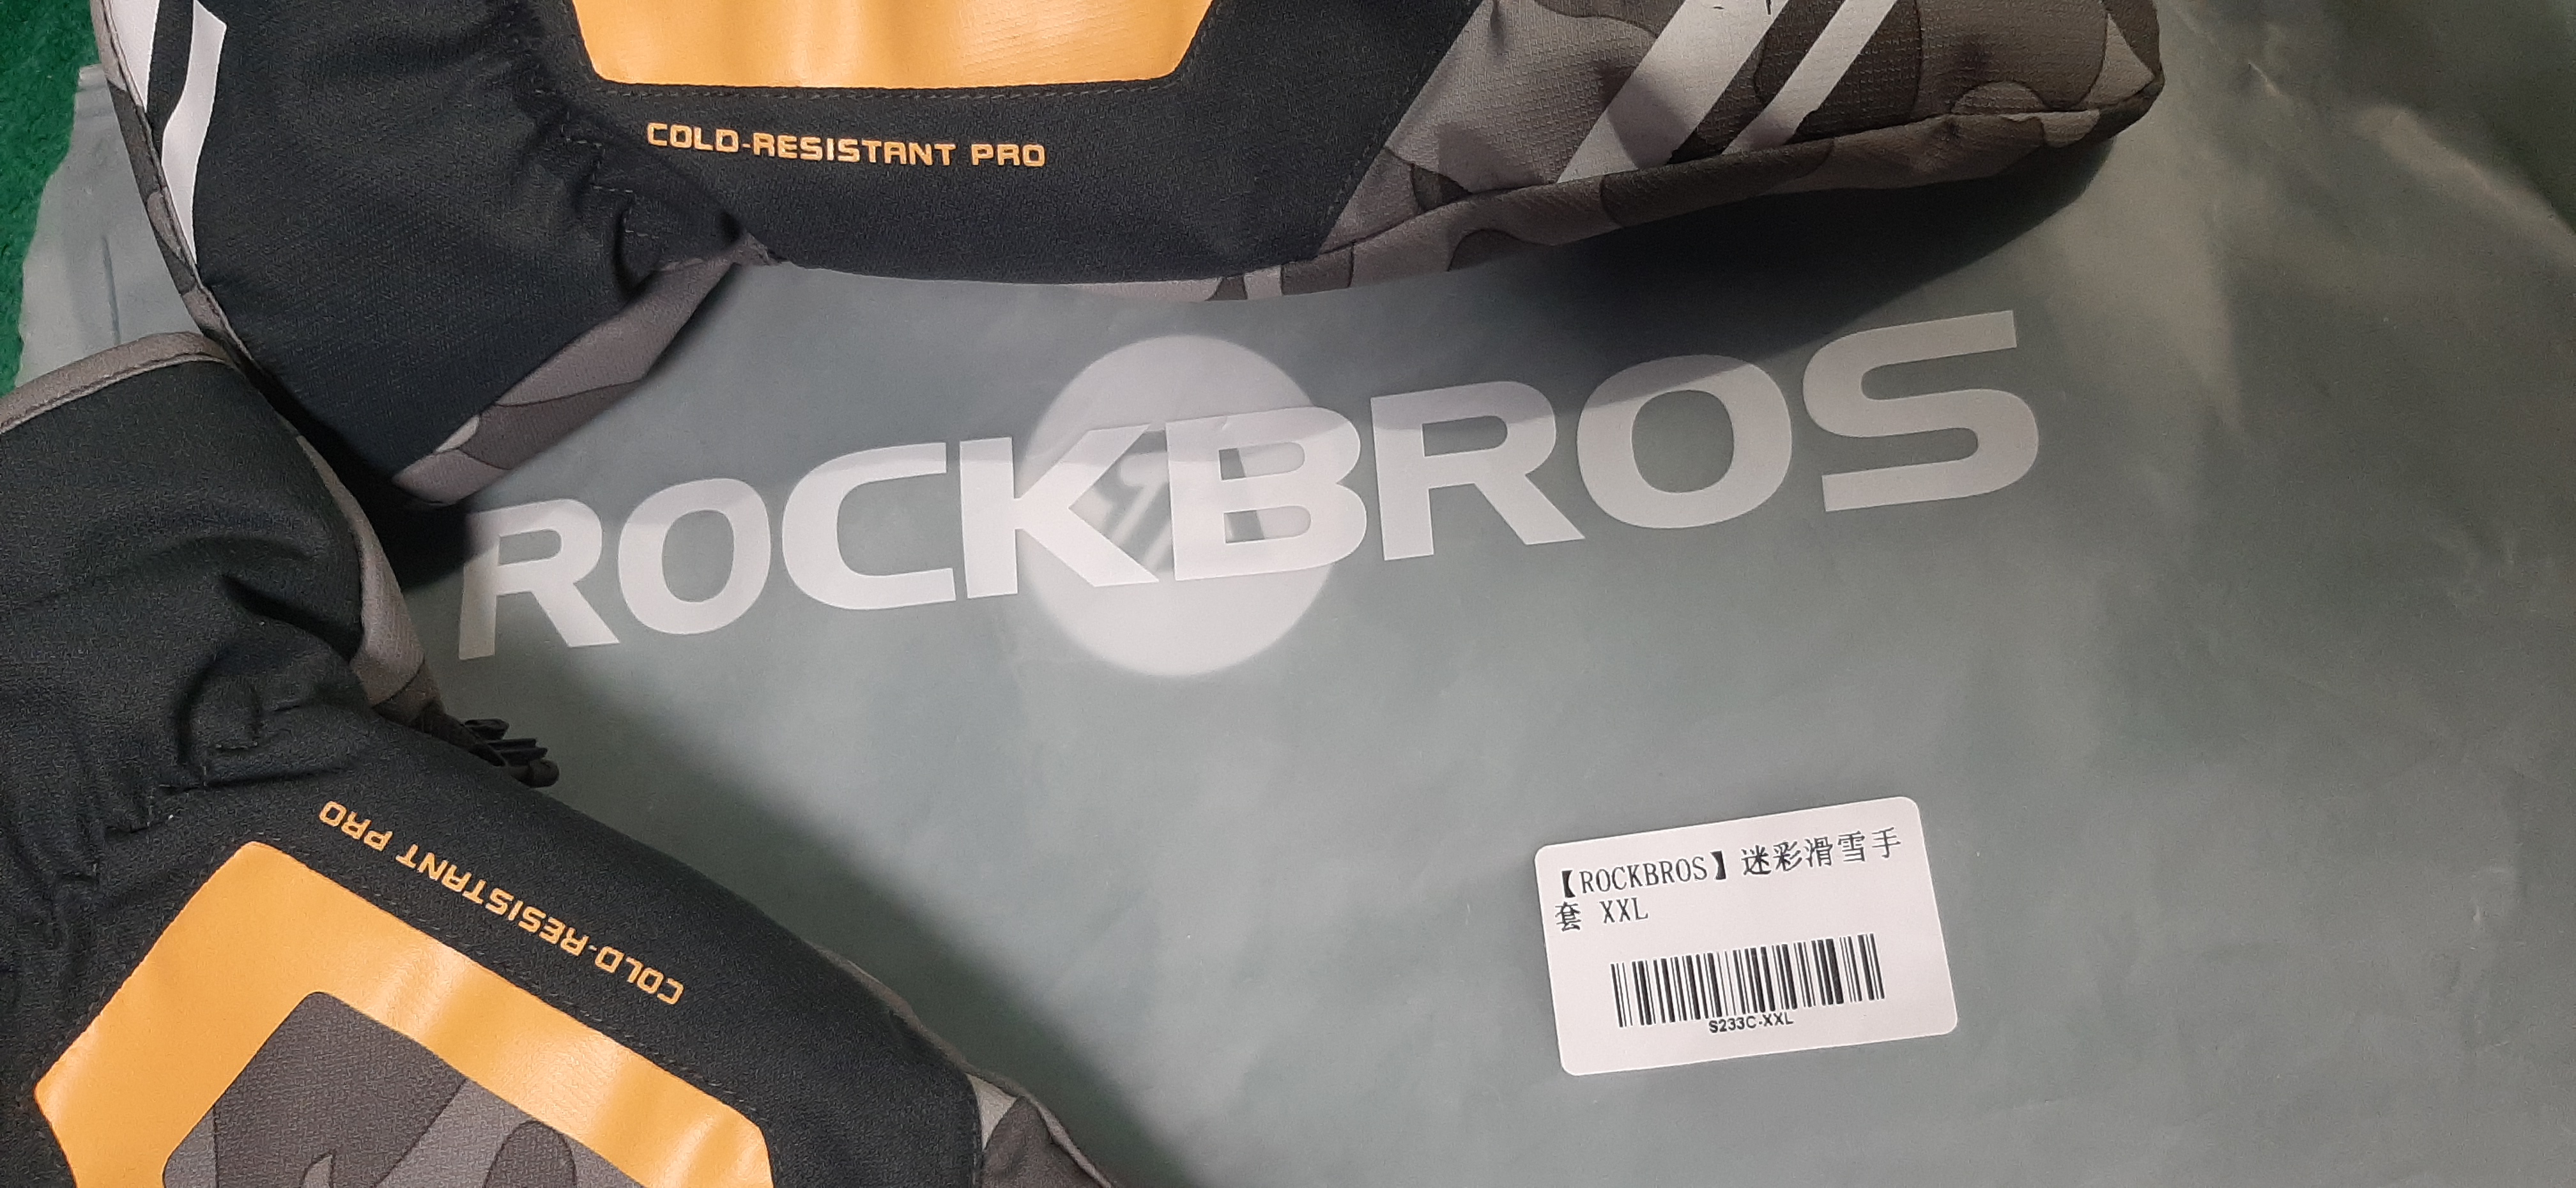 COLD-RESISTANT PRO
ROCKBROS
COLD-RESISTANT PRO
【ROCKBROS】迷彩滑雪手
套 XXL
S233C-XXL